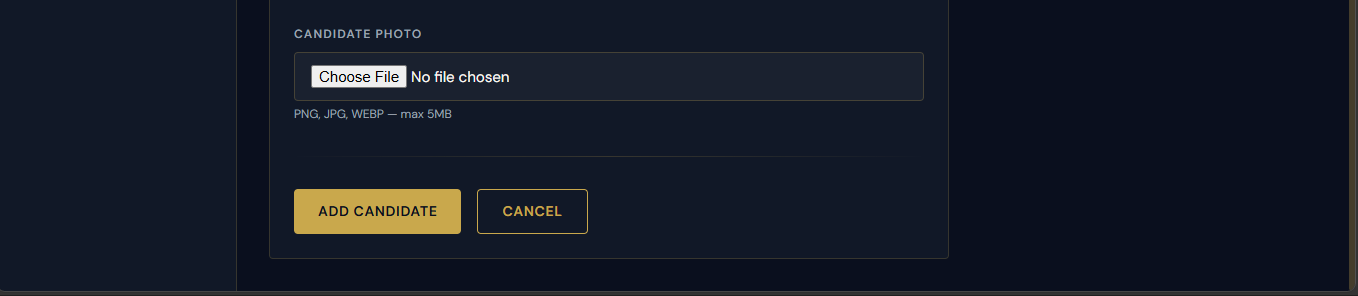 CANDIDATE PHOTO
Choose File No file chosen
PNG, JPG, WEBP — max 5MB
ADD CANDIDATE CANCEL